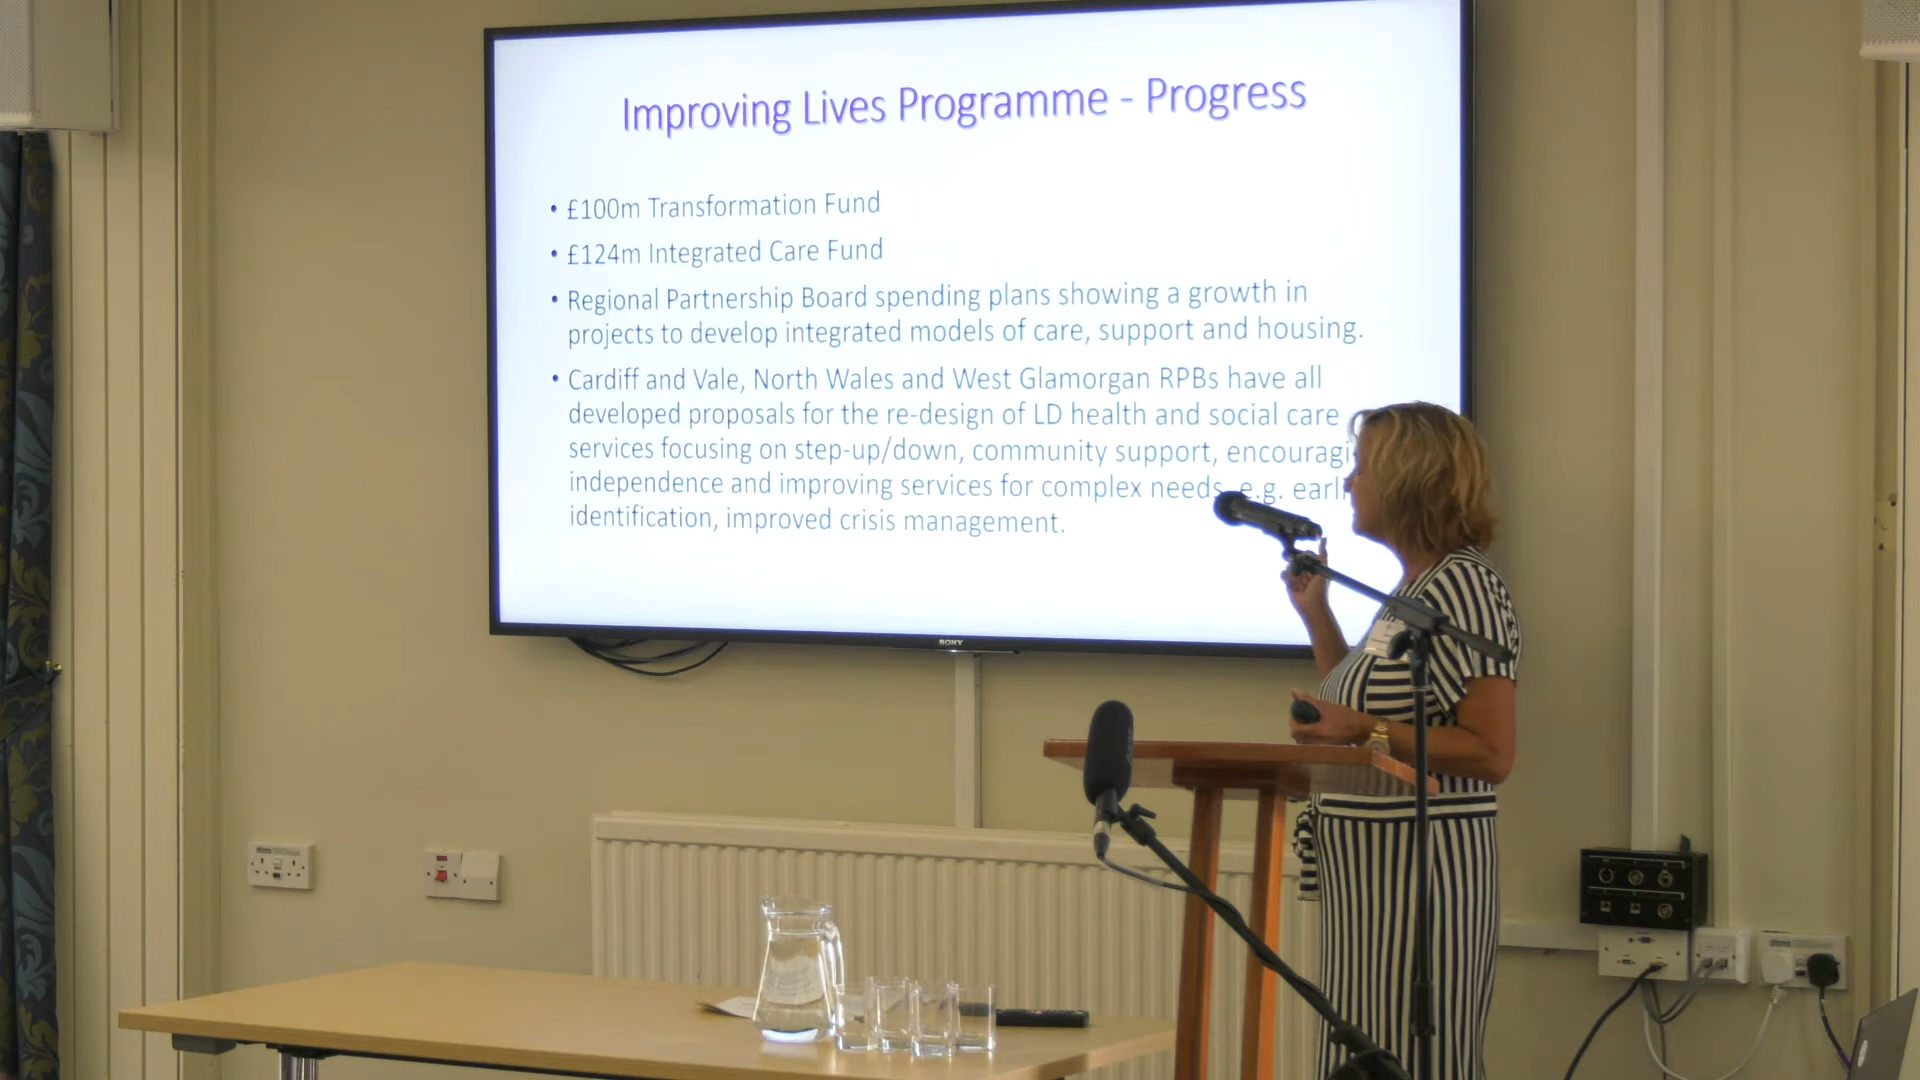 Improving Lives Programme - Progress
• £100m Transformation Fund
• £124m Integrated Care Fund
• Regional Partnership Board spending plans showing a growth in
projects to develop integrated models of care, support and housing.
• Cardiff and Vale, North Wales and West Glamorgan RPBs have all
developed proposals for the re-design of LD health and social care
services focusing on step-up/down, community support,
independence and improving services for complex needs, e.g.
identification, improved crisis management.
SONY